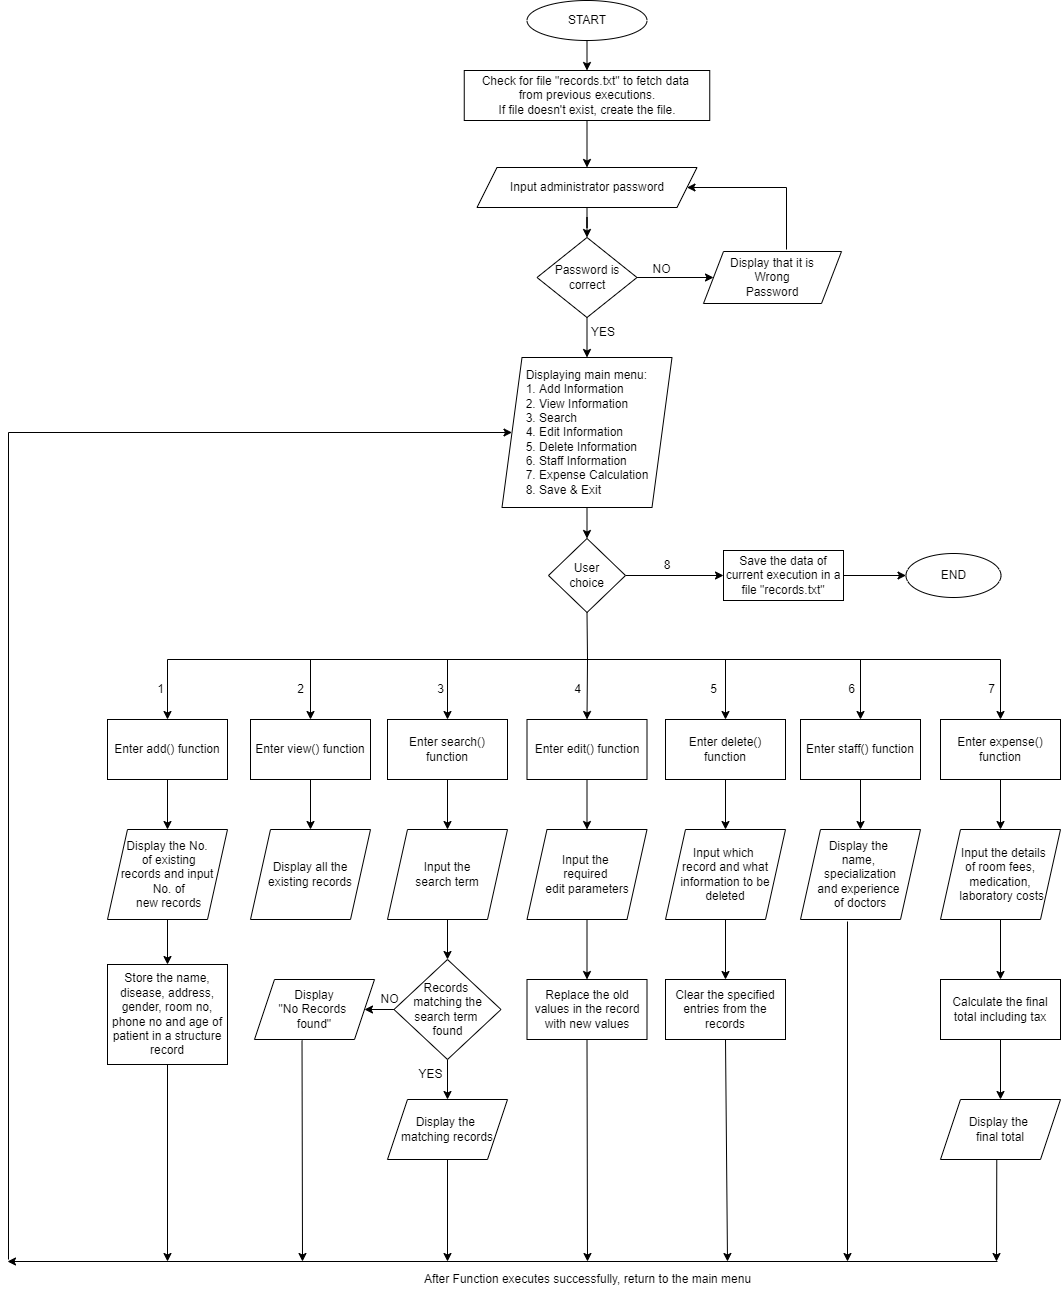 START
Check for file "records.txt" to fetch data
from previous executions.
If file doesn't exist, create the file.
Input administrator password
Password is
correct
NO
Display that it is
Wrong
Password
YES
Displaying main menu:
1. Add Information
2. View Information
3. Search
4. Edit Information
5. Delete Information
6. Staff Information
7. Expense Calculation
8. Save & Exit
User
choice
8
Save the data of
current execution in a
file "records.txt"
END
1
2
3
4
5
6
7
Enter add() function
Enter view() function
Enter search()
function
Enter edit() function
Enter delete()
function
Enter staff() function
Enter expense()
function
Display the No.
of existing
records and input
No. of
new records
Display all the
existing records
Input the
search term
Input the
required
edit parameters
Input which
record and what
information to be
deleted
Display the
name,
specialization
and experience
of doctors
Input the details
of room fees,
medication,
laboratory costs
Store the name,
disease, address,
gender, room no,
phone no and age of
patient in a structure
record
Display
"No Records
found"
NO
Records
matching the
search term
found
Replace the old
values in the record
with new values
Clear the specified
entries from the
records
Calculate the final
total including tax
YES
Display the
matching records
Display the
final total
After Function executes successfully, return to the main menu